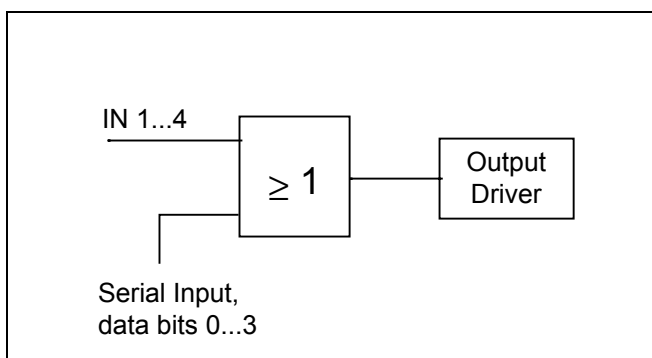 IN 1...4
≥ 1
Output
Driver
Serial Input,
data bits 0...3